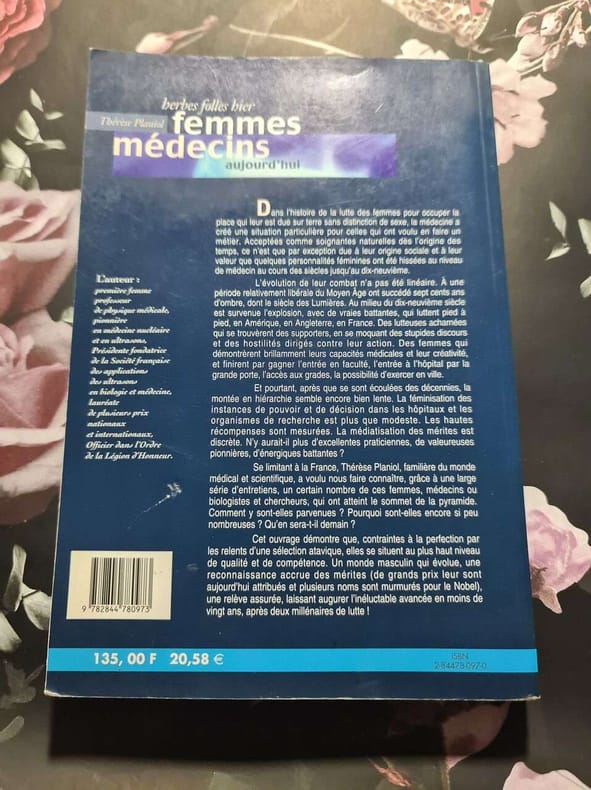 herbes folles hier
Thérèse Planiol femmes
médecins
aujourd'hui
Dans l'histoire de la lutte des femmes pour occuper la
place qui leur est due sur terre sans distinction de sexe, la médecine a
créé une situation particulière pour celles qui ont voulu en faire un
métier. Acceptées comme soignantes naturelles dès l'origine des
temps, ce n'est que par exception due à leur origine sociale et à leur
valeur que quelques personnalités féminines ont été hissées au niveau
de médecin au cours des siècles jusqu'au dix-neuvième.
L'évolution de leur combat n'a pas été linéaire. À une
période relativement libérale du Moyen Âge ont succédé sept cents ans
d'ombre, dont le siècle des Lumières. Au milieu du dix-neuvième siècle
est survenue l'explosion, avec de vraies battantes, qui luttent pied à
pied, en Amérique, en Angleterre, en France. Des lutteuses acharnées
qui se trouvèrent des supporters, en se moquant des stupides discours
et des hostilités dirigés contre leur action. Des femmes qui
démontrèrent brillamment leurs capacités médicales et leur créativité,
et finirent par gagner l'entrée en faculté, l'entrée à l'hôpital par la
grande porte, l'accès aux grades, la possibilité d'exercer en ville.
Et pourtant, après que se sont écoulées des décennies, la
montée en hiérarchie semble encore bien lente. La féminisation des
instances de pouvoir et de décision dans les hôpitaux et les
organismes de recherche est plus que modeste. Les hautes
récompenses sont mesurées. La médiatisation des mérites est
discrète. N'y aurait-il plus d'excellentes praticiennes, de valeureuses
pionnières, d'énergiques battantes ?
Se limitant à la France, Thérèse Planiol, familière du monde
médical et scientifique, a voulu nous faire connaître, grâce à une large
série d'entretiens, un certain nombre de ces femmes, médecins ou
biologistes et chercheurs, qui ont atteint le sommet de la pyramide.
Comment y sont-elles parvenues ? Pourquoi sont-elles encore si peu
nombreuses ? Qu'en sera-t-il demain ?
Cet ouvrage démontre que, contraintes à la perfection par
les relents d'une sélection atavique, elles se situent au plus haut niveau
de qualité et de compétence. Un monde masculin qui évolue, une
reconnaissance accrue des mérites (de grands prix leur sont
aujourd'hui attribués et plusieurs noms sont murmurés pour le Nobel),
une relève assurée, laissant augurer l'inéluctable avancée en moins de
vingt ans, après deux millénaires de lutte !
L'auteur :
première femme
professeur
de physique médicale,
pionnière
en médecine nucléaire
et en ultrasons,
Présidente fondatrice
de la Société française
des applications
des ultrasons
en biologie et médecine,
lauréate
de plusieurs prix
nationaux
et internationaux,
Officier dans l'Ordre
de la Légion d'Honneur.
9 782844 780973
135,00 F 20,58 €
ISBN
2-84478-097-0